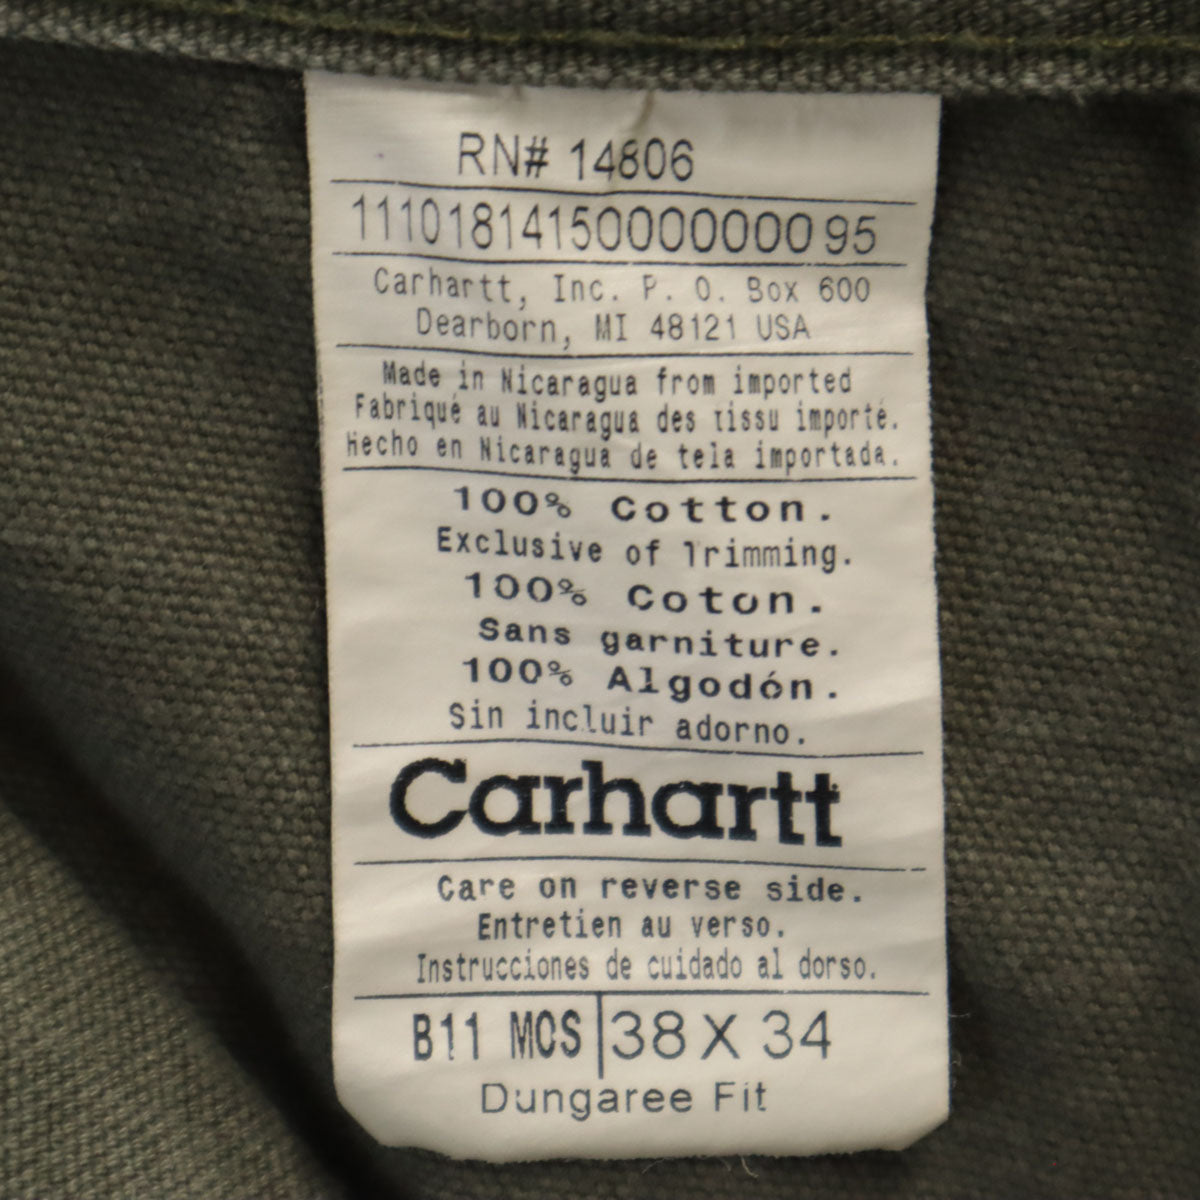 RN# 14806
11101814150000000095
Carhartt, Inc. P. O. Box 600
Dearborn, MI 48121 USA
Made in Nicaragua from imported
Fabriqué au Nicaragua des tissu importé.
Hecho en Nicaragua de tela importada.
100% Cotton.
Exclusive of Trimming.
100% Coton.
Sans garniture.
100% Algodón.
Sin incluir adorno.
Carhartt
Care on reverse side.
Entretien au verso.
Instrucciones de cuidado al dorso.
B11 MOS 38 X 34
Dungaree Fit